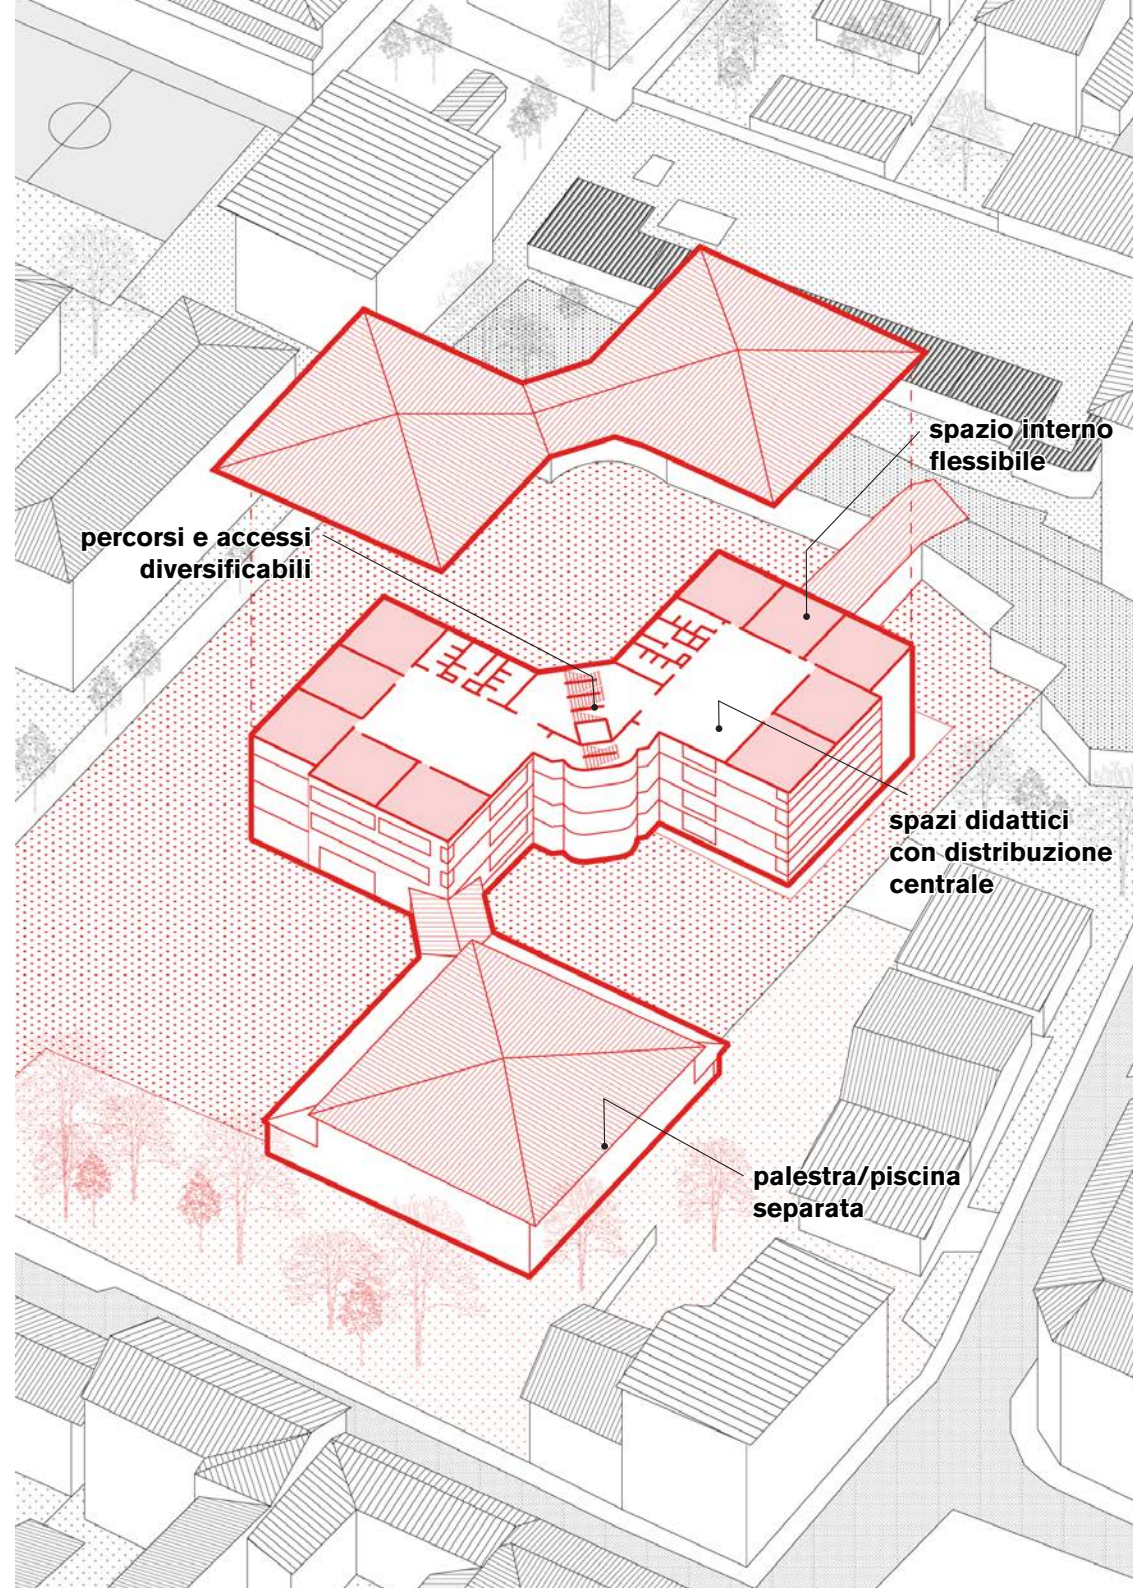 spazio interno
flessibile
percorsi e accessi
diversificabili
spazi didattici
con distribuzione
centrale
palestra/piscina
separata